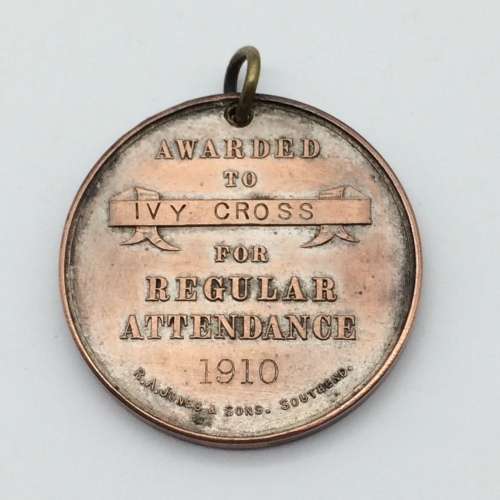 AWARDED
TO
IVY CROSS
FOR
REGULAR
ATTENDANCE
1910
R.A. JONES & SONS. SOUTHEND.